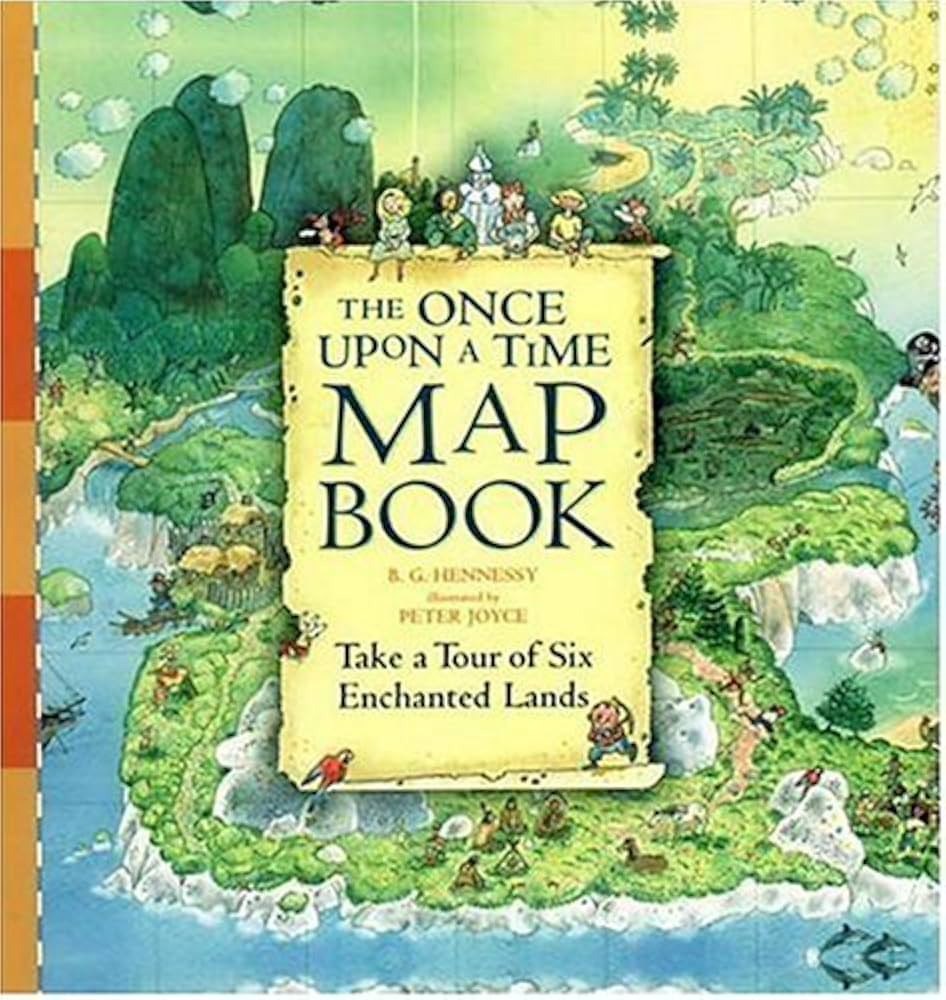 THE ONCE
UPON A TiME
MAP
BOOK
B. G. HENNESSY
illustrated by
PETER JOYCE
Take a Tour of Six
Enchanted Lands